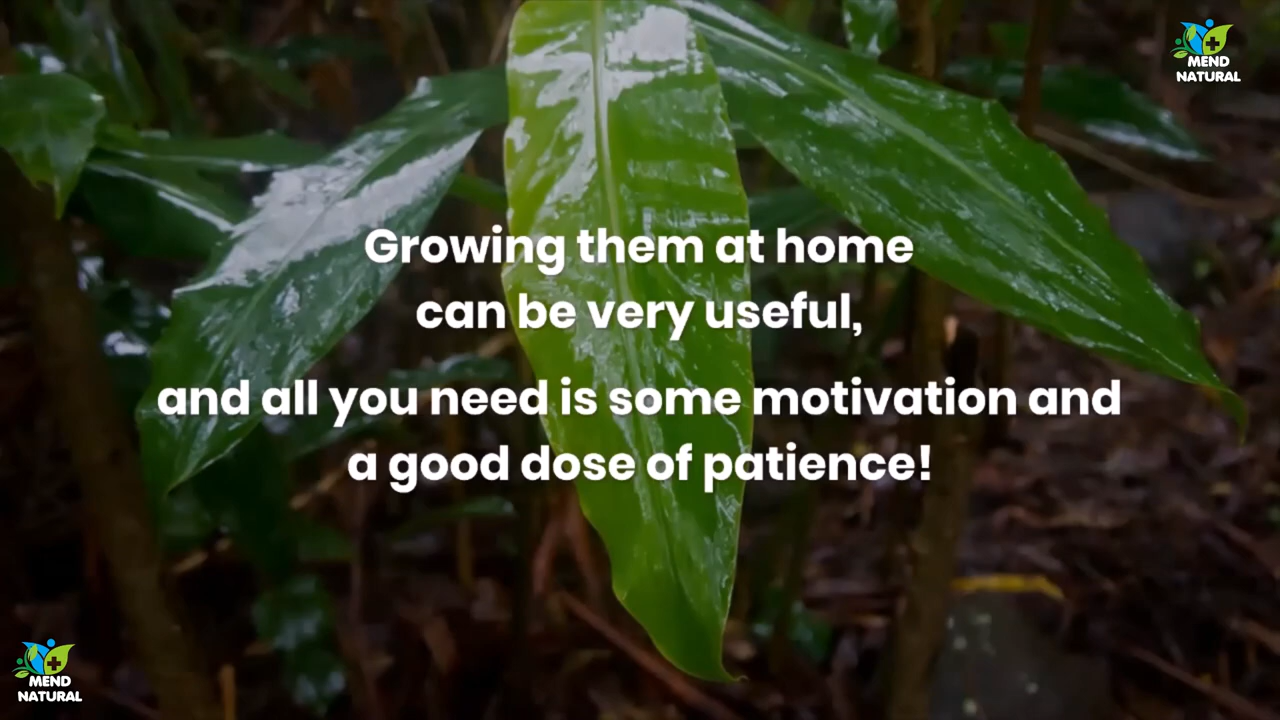 MEND
NATURAL
Growing them at home
can be very useful,
and all you need is some motivation and
a good dose of patience!
MEND
NATURAL